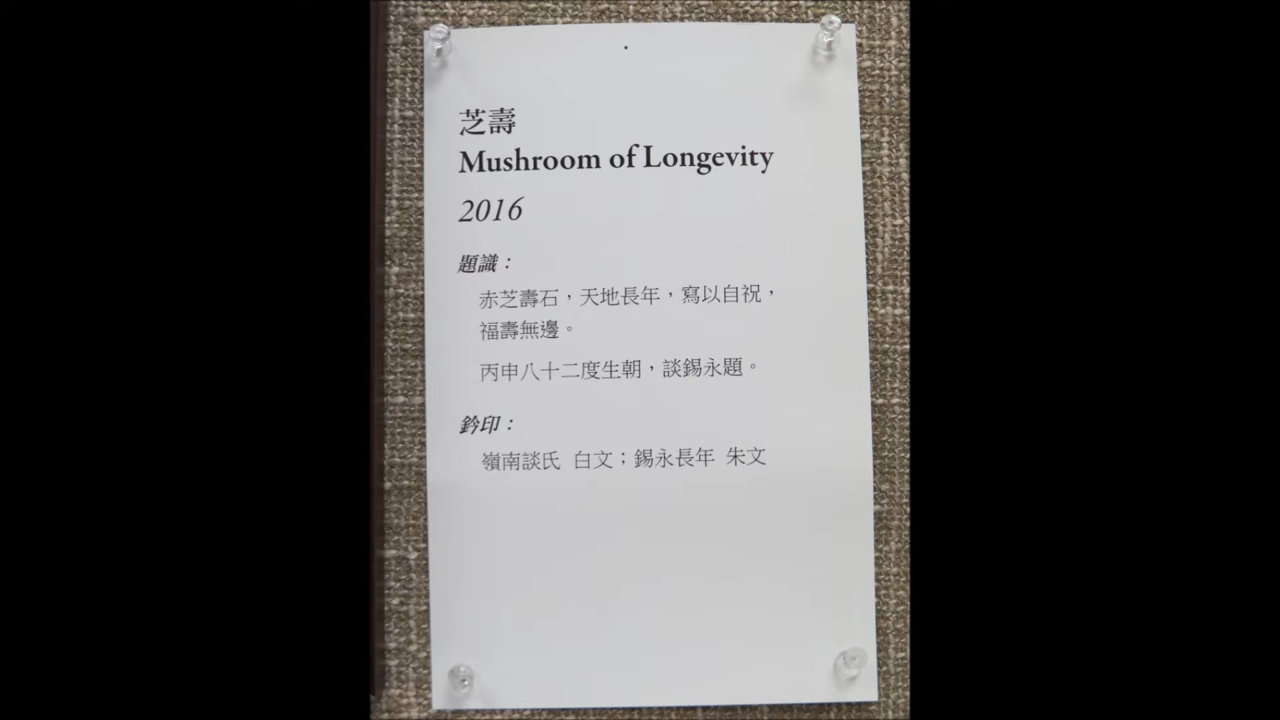 芝壽
Mushroom of Longevity
2016
題識：
赤芝壽石，天地長年，寫以自祝，
福壽無邊。
丙申八十二度生朝，談錫永題。
鈐印：
嶺南談氏 白文；錫永長年 朱文